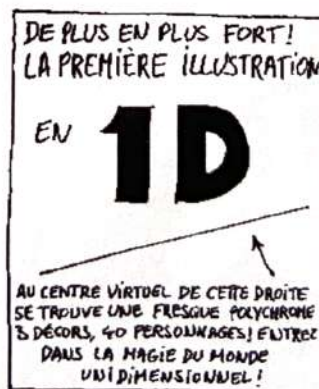 DE PLUS EN PLUS FORT!
LA PREMIÈRE ILLUSTRATION
EN 1D
AU CENTRE VIRTUEL DE CETTE DROITE
SE TROUVE UNE FRESQUE POLYCHROME
3 DÉCORS, 40 PERSONNAGES! ENTREZ
DANS LA MAGIE DU MONDE
UNIDIMENSIONNEL!